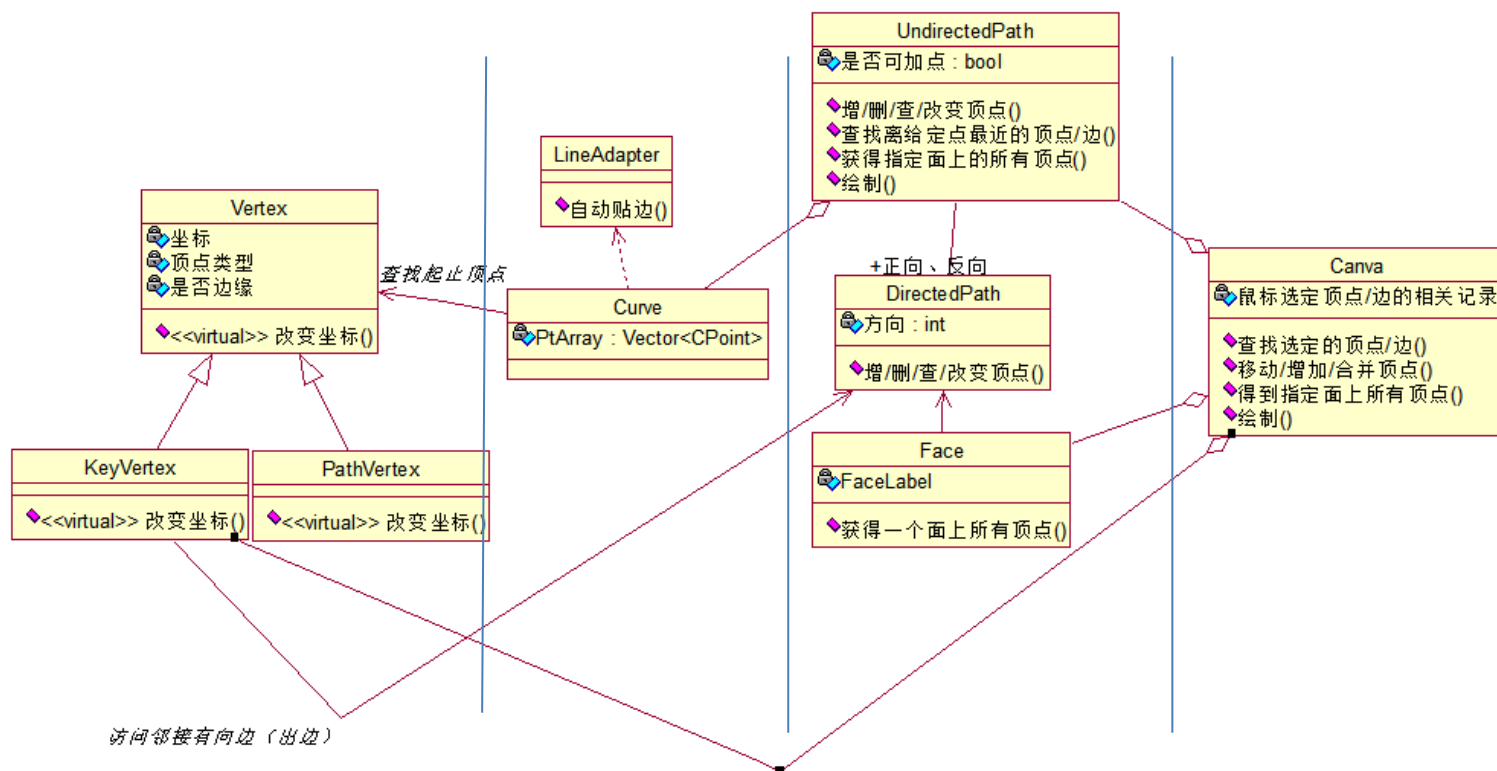 UndirectedPath
是否可加点 : bool
增/删/查/改变顶点()
查找离给定点最近的顶点/边()
获得指定面上的所有顶点()
绘制()
LineAdapter
自动贴边()
Vertex
坐标
顶点类型
是否边缘
<<virtual>> 改变坐标()
查找起止顶点
Curve
PtArray : Vector<CPoint>
+正向、反向
DirectedPath
方向 : int
增/删/查/改变顶点()
Canva
鼠标选定顶点/边的相关记录
查找选定的顶点/边()
移动/增加/合并顶点()
得到指定面上所有顶点()
绘制()
KeyVertex
<<virtual>> 改变坐标()
PathVertex
<<virtual>> 改变坐标()
Face
FaceLabel
获得一个面上所有顶点()
访问邻接有向边（出边）